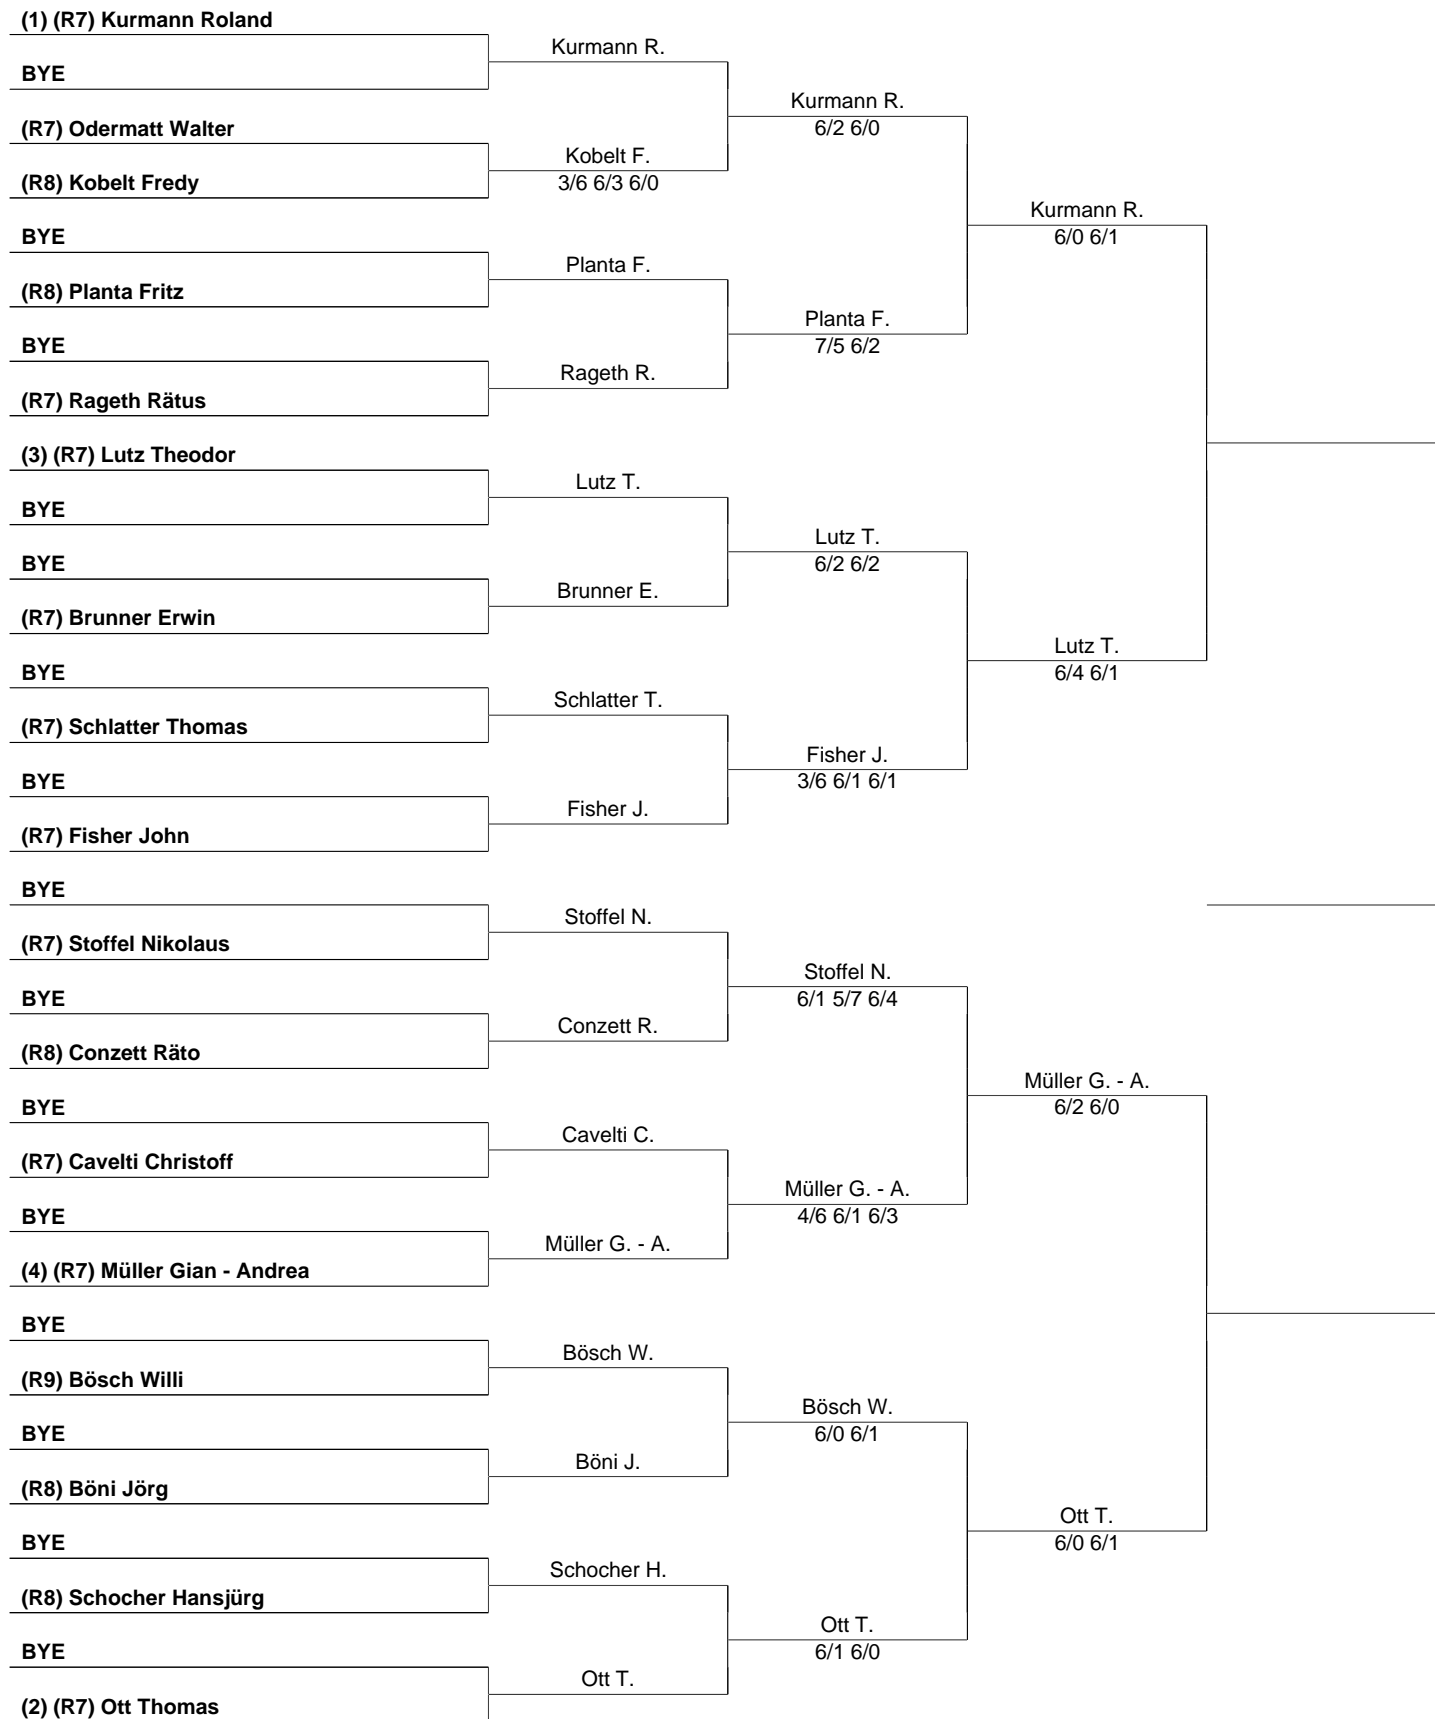 (1) (R7) Kurmann Roland
BYE
(R7) Odermatt Walter
(R8) Kobelt Fredy
BYE
(R8) Planta Fritz
BYE
(R7) Rageth Rätus
(3) (R7) Lutz Theodor
BYE
BYE
(R7) Brunner Erwin
BYE
(R7) Schlatter Thomas
BYE
(R7) Fisher John
BYE
(R7) Stoffel Nikolaus
BYE
(R8) Conzett Räto
BYE
(R7) Cavelti Christoff
BYE
(4) (R7) Müller Gian - Andrea
BYE
(R9) Bösch Willi
BYE
(R8) Böni Jörg
BYE
(R8) Schocher Hansjürg
BYE
(2) (R7) Ott Thomas
Kurmann R.
Kobelt F.
3/6 6/3 6/0
Planta F.
Rageth R.
Lutz T.
Brunner E.
Schlatter T.
Fisher J.
Stoffel N.
Conzett R.
Cavelti C.
Müller G. - A.
Bösch W.
Böni J.
Schocher H.
Ott T.
Kurmann R.
6/2 6/0
Planta F.
7/5 6/2
Lutz T.
6/2 6/2
Fisher J.
3/6 6/1 6/1
Stoffel N.
6/1 5/7 6/4
Müller G. - A.
4/6 6/1 6/3
Bösch W.
6/0 6/1
Ott T.
6/1 6/0
Kurmann R.
6/0 6/1
Lutz T.
6/4 6/1
Müller G. - A.
6/2 6/0
Ott T.
6/0 6/1